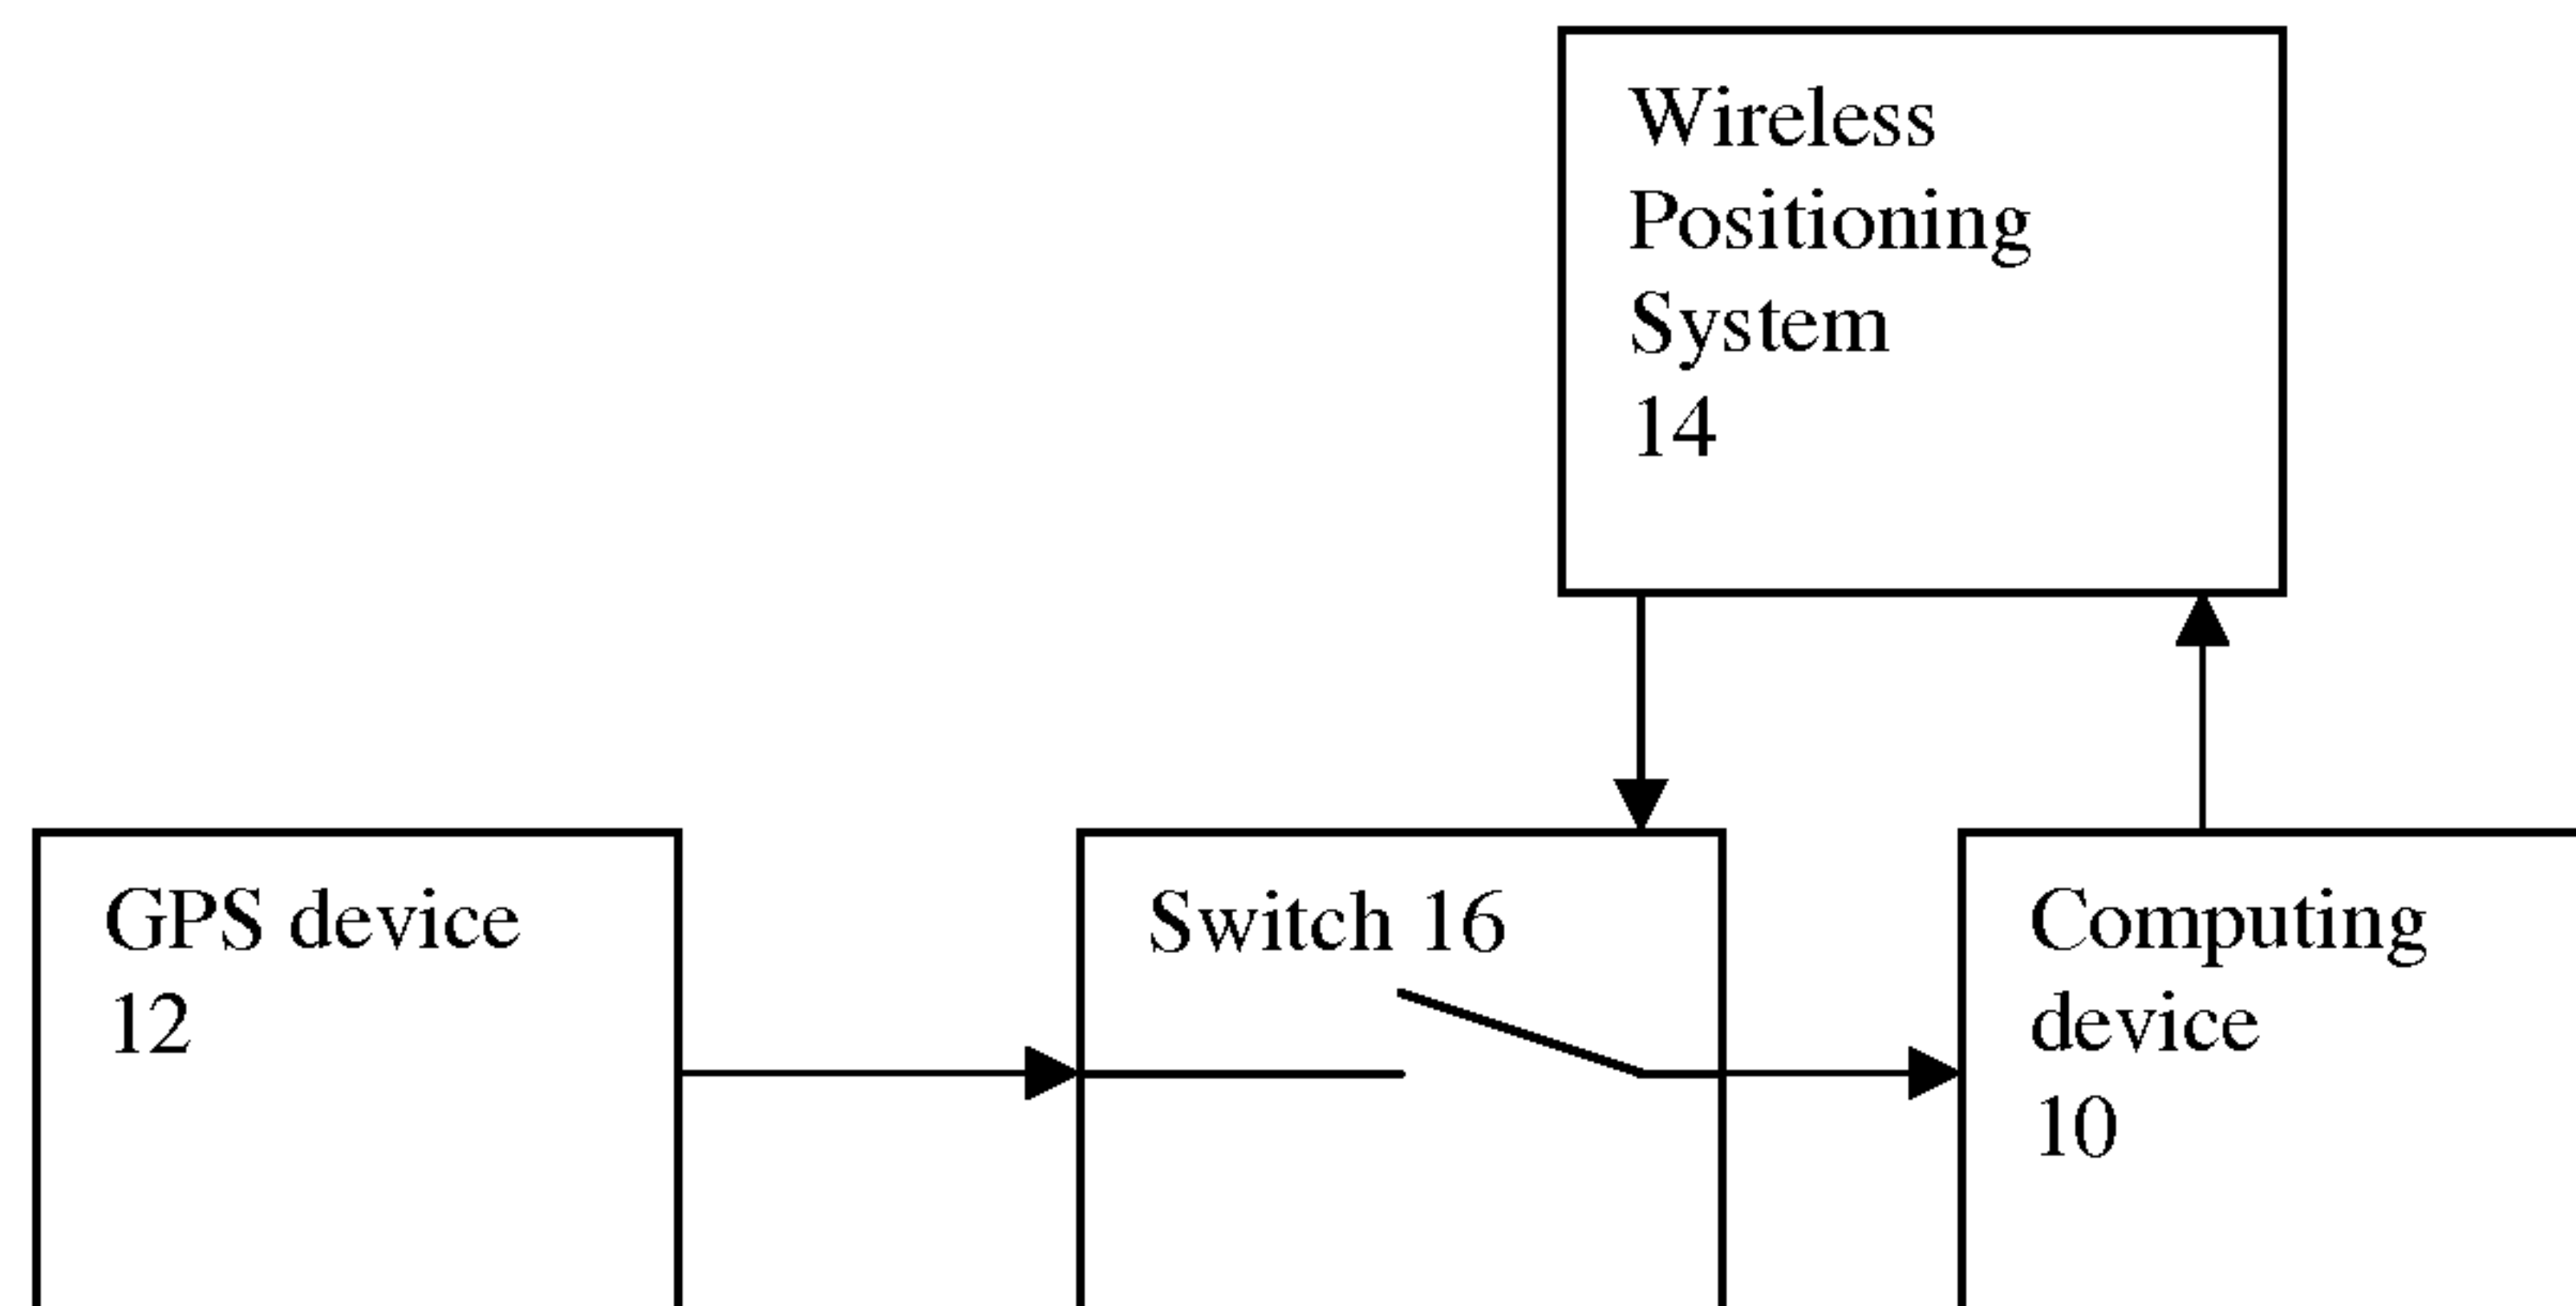 Wireless
Positioning
System
14
GPS device
12
Switch 16
Computing
device
10